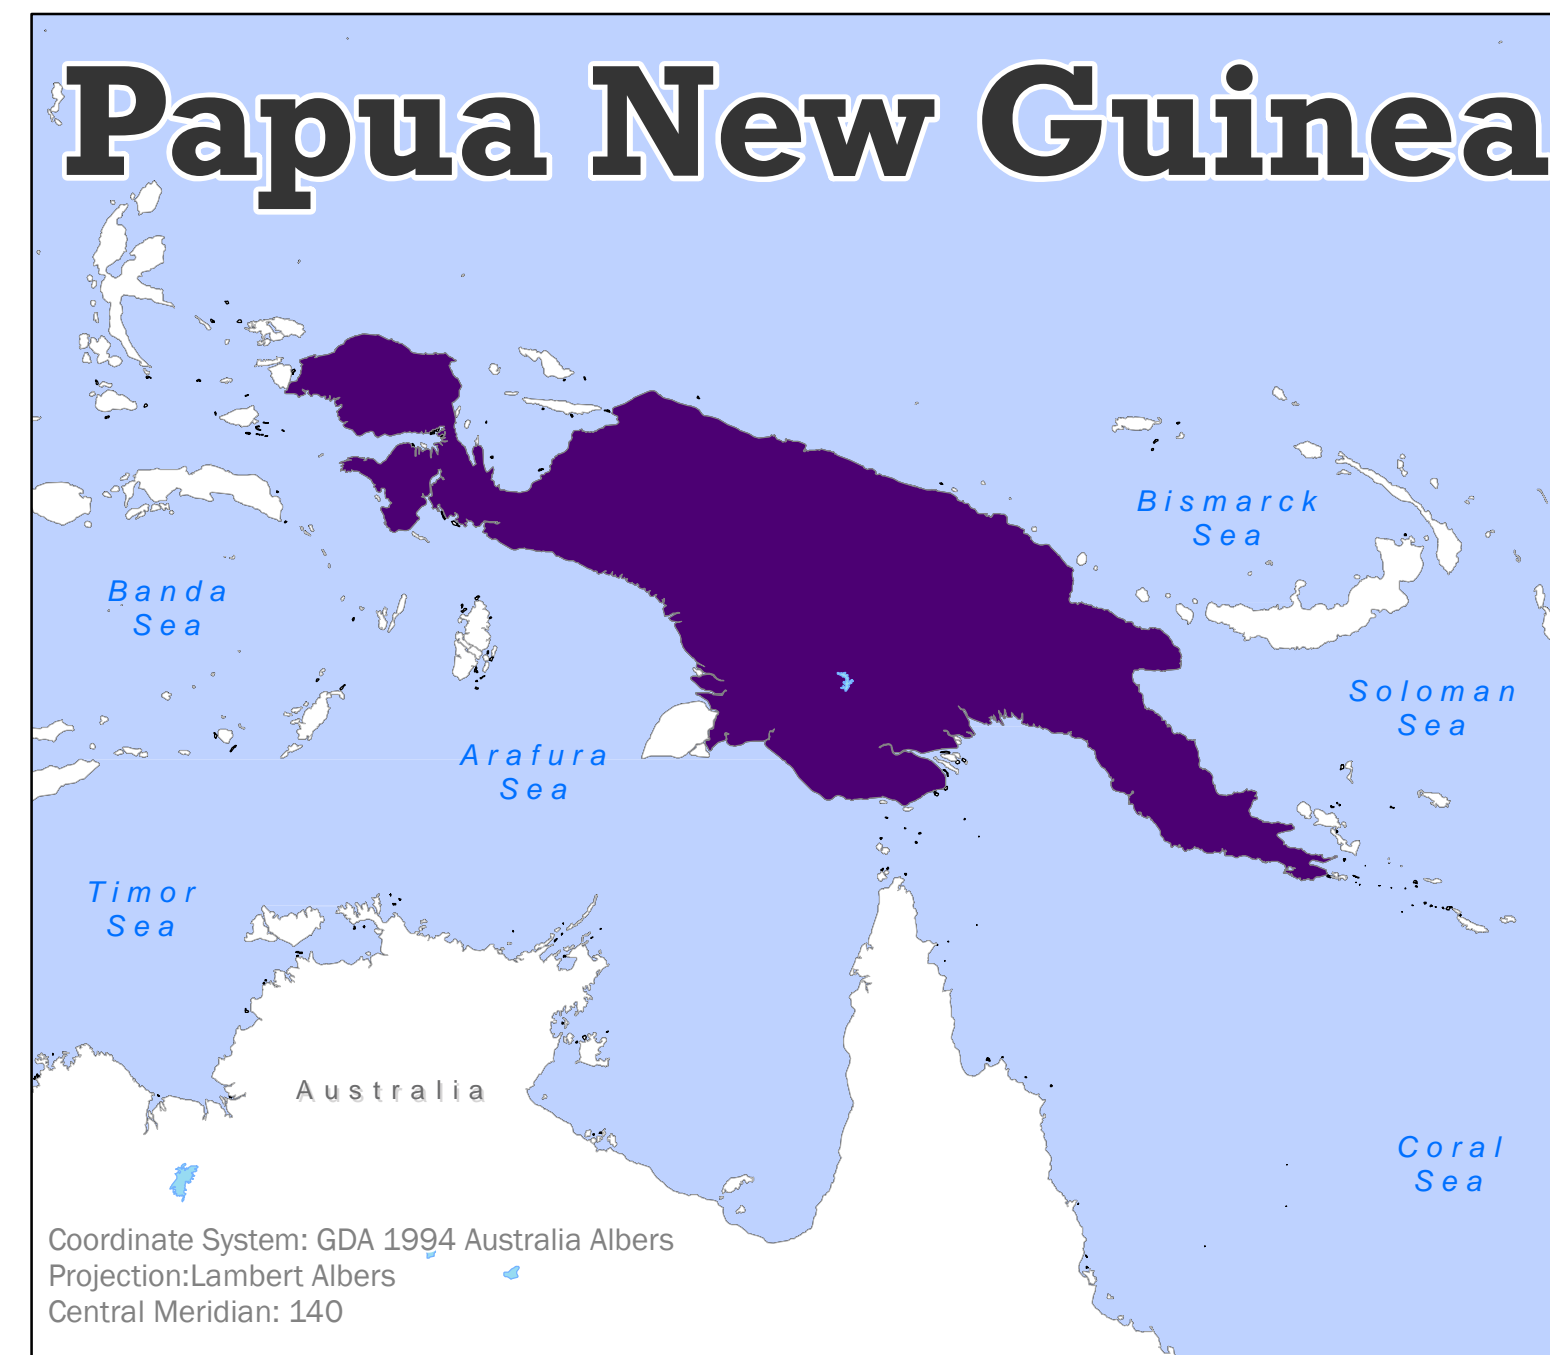 Papua New Guinea
Bismarck
Sea
Banda
Sea
Soloman
Sea
Arafura
Sea
Timor
Sea
Australia
Coral
Sea
Coordinate System: GDA 1994 Australia Albers
Projection:Lambert Albers
Central Meridian: 140